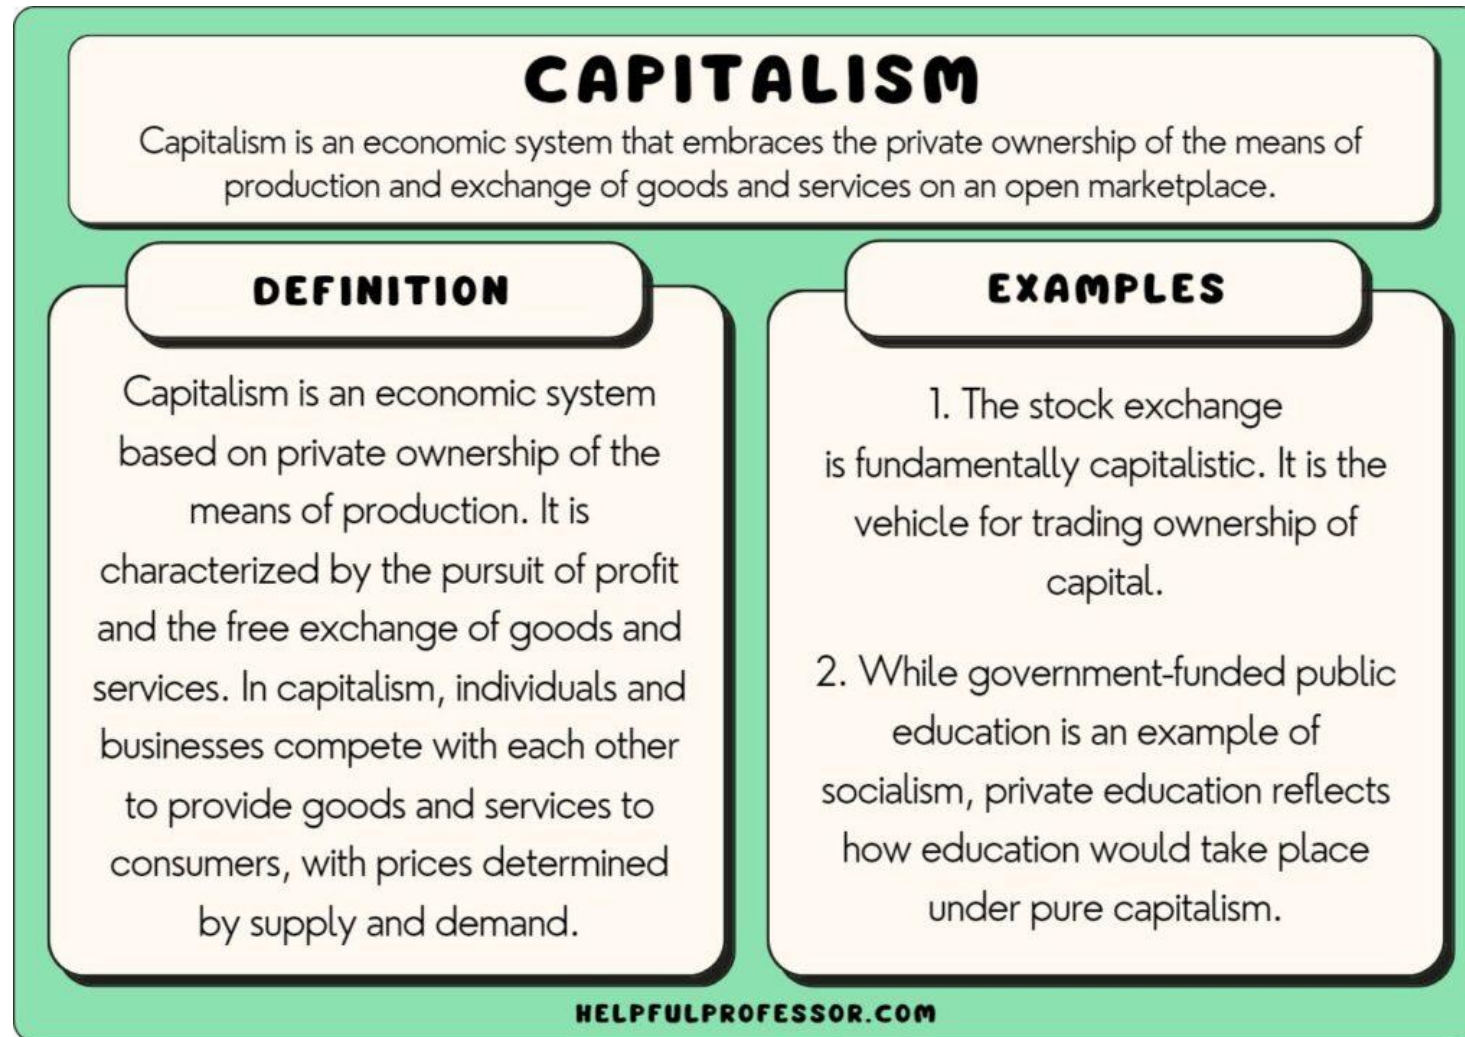 CAPITALISM
Capitalism is an economic system that embraces the private ownership of the means of
production and exchange of goods and services on an open marketplace.
DEFINITION
Capitalism is an economic system
based on private ownership of the
means of production. It is
characterized by the pursuit of profit
and the free exchange of goods and
services. In capitalism, individuals and
businesses compete with each other
to provide goods and services to
consumers, with prices determined
by supply and demand.
EXAMPLES
1. The stock exchange
is fundamentally capitalistic. It is the
vehicle for trading ownership of
capital.
2. While government-funded public
education is an example of
socialism, private education reflects
how education would take place
under pure capitalism.
HELPFULPROFESSOR.COM